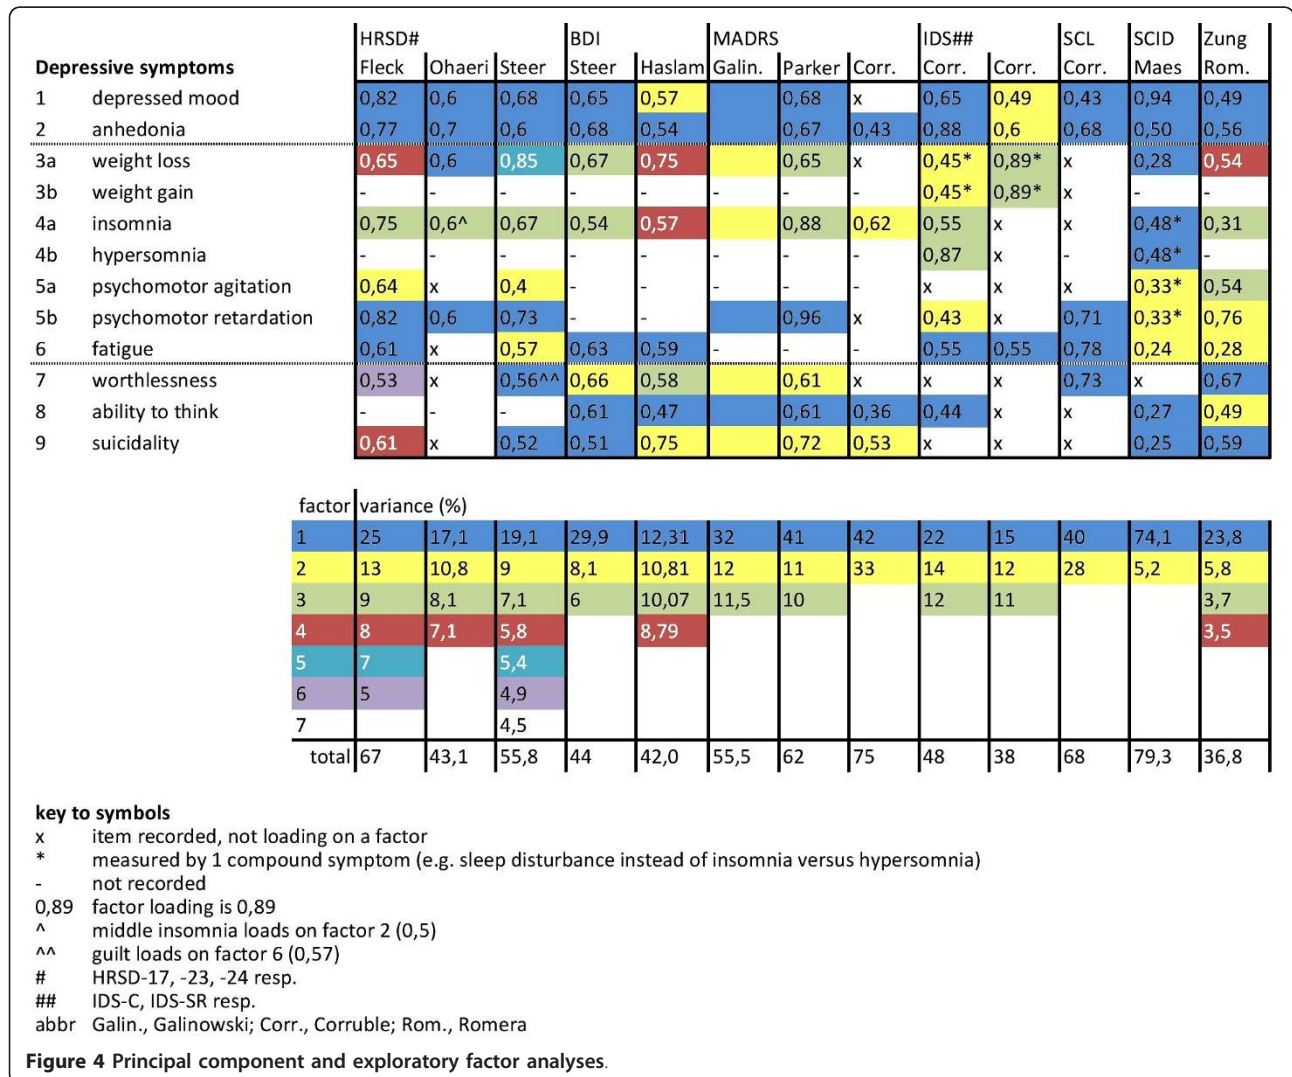 HRSD# BDI MADRS IDS## SCL SCID Zung
Depressive symptoms Fleck Ohaeri Steer Steer Haslam Galin. Parker Corr. Corr. Corr. Corr. Maes Rom.
1 depressed mood 0,82 0,6 0,68 0,65 0,57 0,68 x 0,65 0,49 0,43 0,94 0,49
2 anhedonia 0,77 0,7 0,6 0,68 0,54 0,67 0,43 0,88 0,6 0,68 0,50 0,56
3a weight loss 0,65 0,6 0,85 0,67 0,75 0,65 x 0,45* 0,89* x 0,28 0,54
3b weight gain - - - - - - - - 0,45* 0,89* x - -
4a insomnia 0,75 0,6^ 0,67 0,54 0,57 0,88 0,62 0,55 x x 0,48* 0,31
4b hypersomnia - - - - - - - - 0,87 x - 0,48* -
5a psychomotor agitation 0,64 x 0,4 - - - - - x x x 0,33* 0,54
5b psychomotor retardation 0,82 0,6 0,73 - - 0,96 x 0,43 x 0,71 0,33* 0,76
6 fatigue 0,61 x 0,57 0,63 0,59 - - - 0,55 0,55 0,78 0,24 0,28
7 worthlessness 0,53 x 0,56^^ 0,66 0,58 0,61 x x x 0,73 x 0,67
8 ability to think - - - 0,61 0,47 0,61 0,36 0,44 x x 0,27 0,49
9 suicidality 0,61 x 0,52 0,51 0,75 0,72 0,53 x x x 0,25 0,59
factor variance (%)
1 25 17,1 19,1 29,9 12,31 32 41 42 22 15 40 74,1 23,8
2 13 10,8 9 8,1 10,81 12 11 33 14 12 28 5,2 5,8
3 9 8,1 7,1 6 10,07 11,5 10 12 11 3,7
4 8 7,1 5,8 8,79 3,5
5 7 5,4
6 5 4,9
7 4,5
total 67 43,1 55,8 44 42,0 55,5 62 75 48 38 68 79,3 36,8
key to symbols
x item recorded, not loading on a factor
* measured by 1 compound symptom (e.g. sleep disturbance instead of insomnia versus hypersomnia)
- not recorded
0,89 factor loading is 0,89
^ middle insomnia loads on factor 2 (0,5)
^^ guilt loads on factor 6 (0,57)
# HRSD-17, -23, -24 resp.
## IDS-C, IDS-SR resp.
abbr Galin., Galinowski; Corr., Corruble; Rom., Romera
Figure 4 Principal component and exploratory factor analyses.